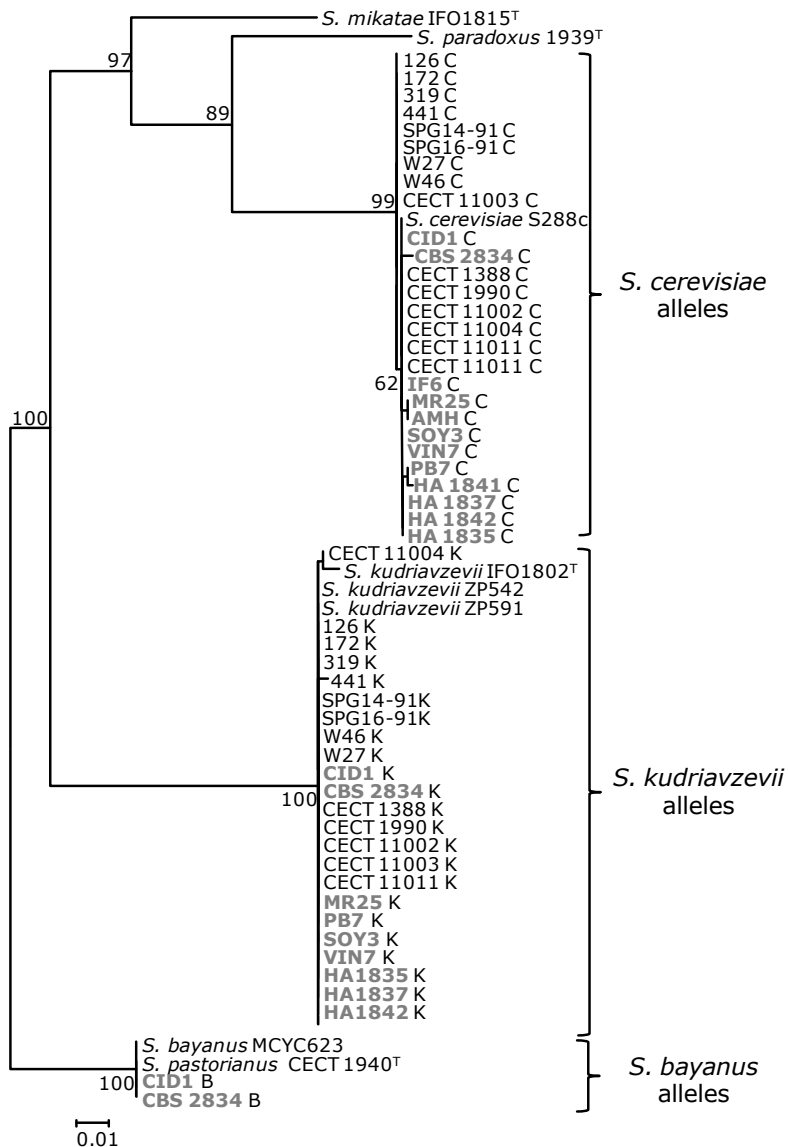 S. mikatae IFO1815T
S. paradoxus 1939T
97
126 C
172 C
319 C
441 C
89
SPG14-91 C
SPG16-91 C
W27 C
W46 C
99
CECT 11003 C
S. cerevisiae S288c
CID1 C
CBS 2834 C
CECT 1388 C
CECT 1990 C
CECT 11002 C
CECT 11004 C
CECT 11011 C
CECT 11011 C
S. cerevisiae
alleles
62
IF6 C
MR25 C
AMH C
SOY3 C
VIN7 C
PB7 C
HA 1841 C
HA 1837 C
HA 1842 C
HA 1835 C
100
CECT 11004 K
S. kudriavzevii IFO1802T
S. kudriavzevii ZP542
S. kudriavzevii ZP591
126 K
172 K
319 K
441 K
SPG14-91K
SPG16-91K
W46 K
W27 K
CID1 K
CBS 2834 K
100
CECT 1388 K
CECT 1990 K
CECT 11002 K
CECT 11003 K
CECT 11011 K
MR25 K
PB7 K
SOY3 K
VIN7 K
HA1835 K
HA1837 K
HA1842 K
S. kudriavzevii
alleles
S. bayanus MCYC623
S. pastorianus CECT 1940T
100
CID1 B
CBS 2834 B
S. bayanus
alleles
0.01